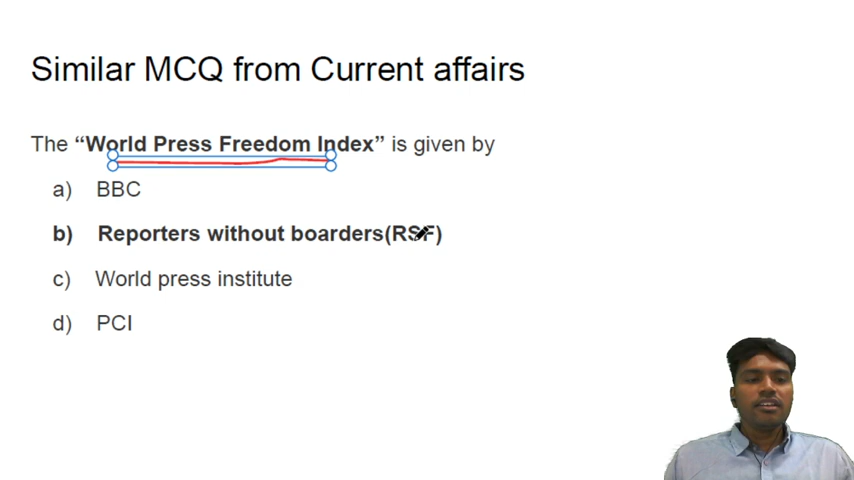 Similar MCQ from Current affairs
The “World Press Freedom Index” is given by
a) BBC
b) Reporters without boarders(RSF)
c) World press institute
d) PCI